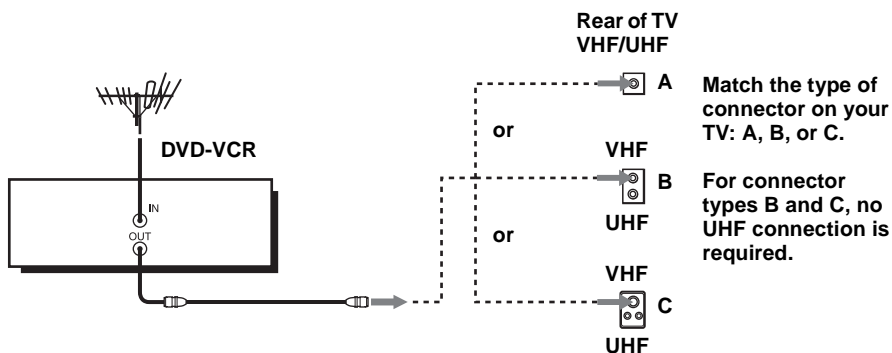 Rear of TV
VHF/UHF
A
Match the type of
connector on your
TV: A, B, or C.
or
DVD-VCR
VHF
IN
B
For connector
types B and C, no
UHF connection is
required.
UHF
OUT
or
VHF
C
UHF